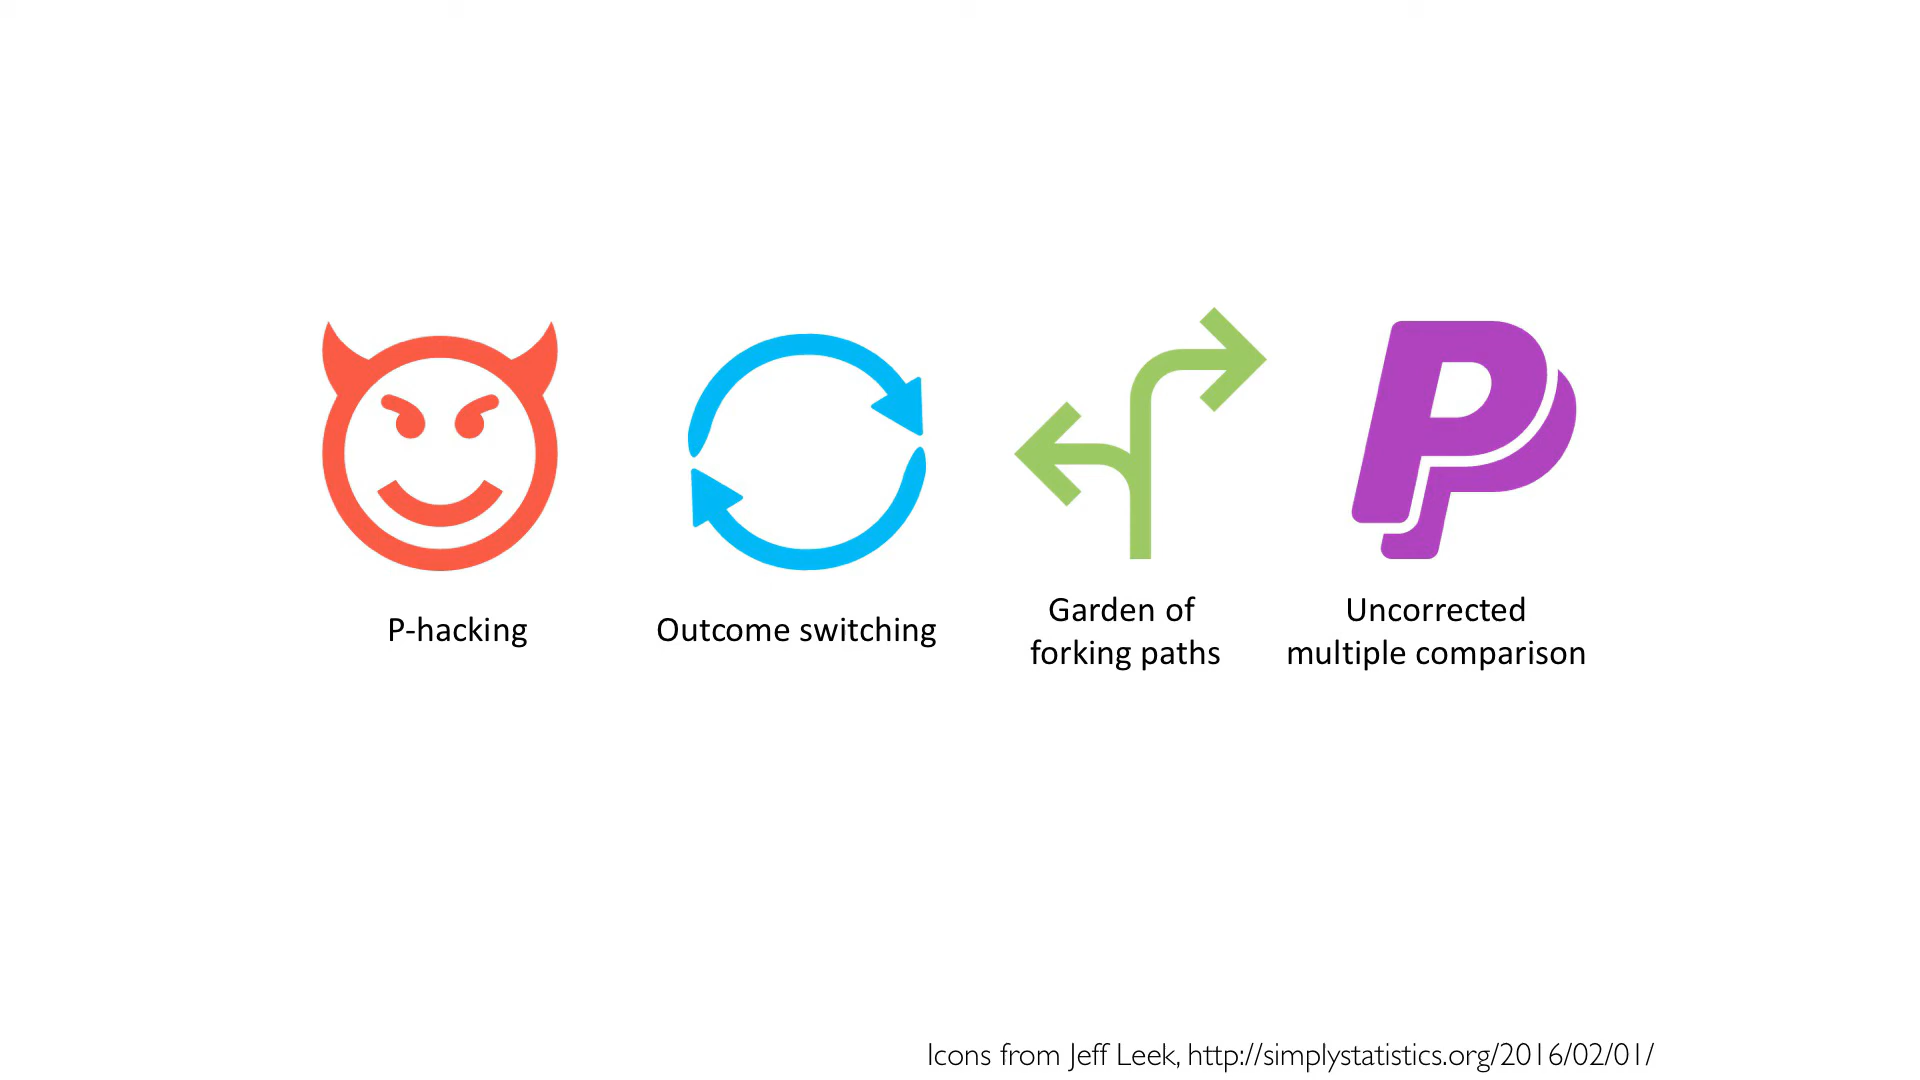 P-hacking
Outcome switching
Garden of
forking paths
Uncorrected
multiple comparison
Icons from Jeff Leek, http://simplystatistics.org/2016/02/01/